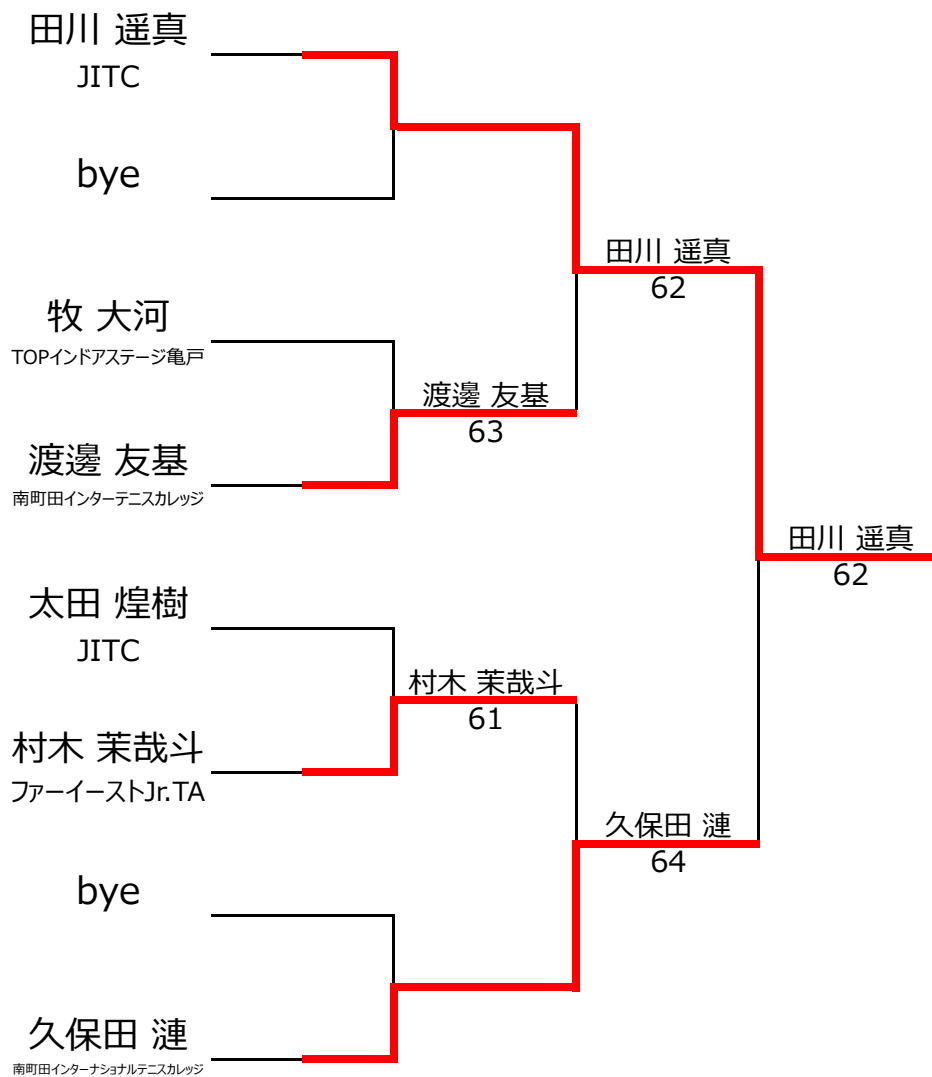 田川 遥真
JITC
bye
牧 大河
TOPインドアステージ亀戸
渡邊 友基
南町田インターテニスカレッジ
太田 煌樹
JITC
村木 茉哉斗
ファーイーストJr.TA
bye
久保田 漣
南町田インターナショナルテニスカレッジ
渡邊 友基
63
村木 茉哉斗
61
田川 遥真
62
久保田 漣
64
田川 遥真
62